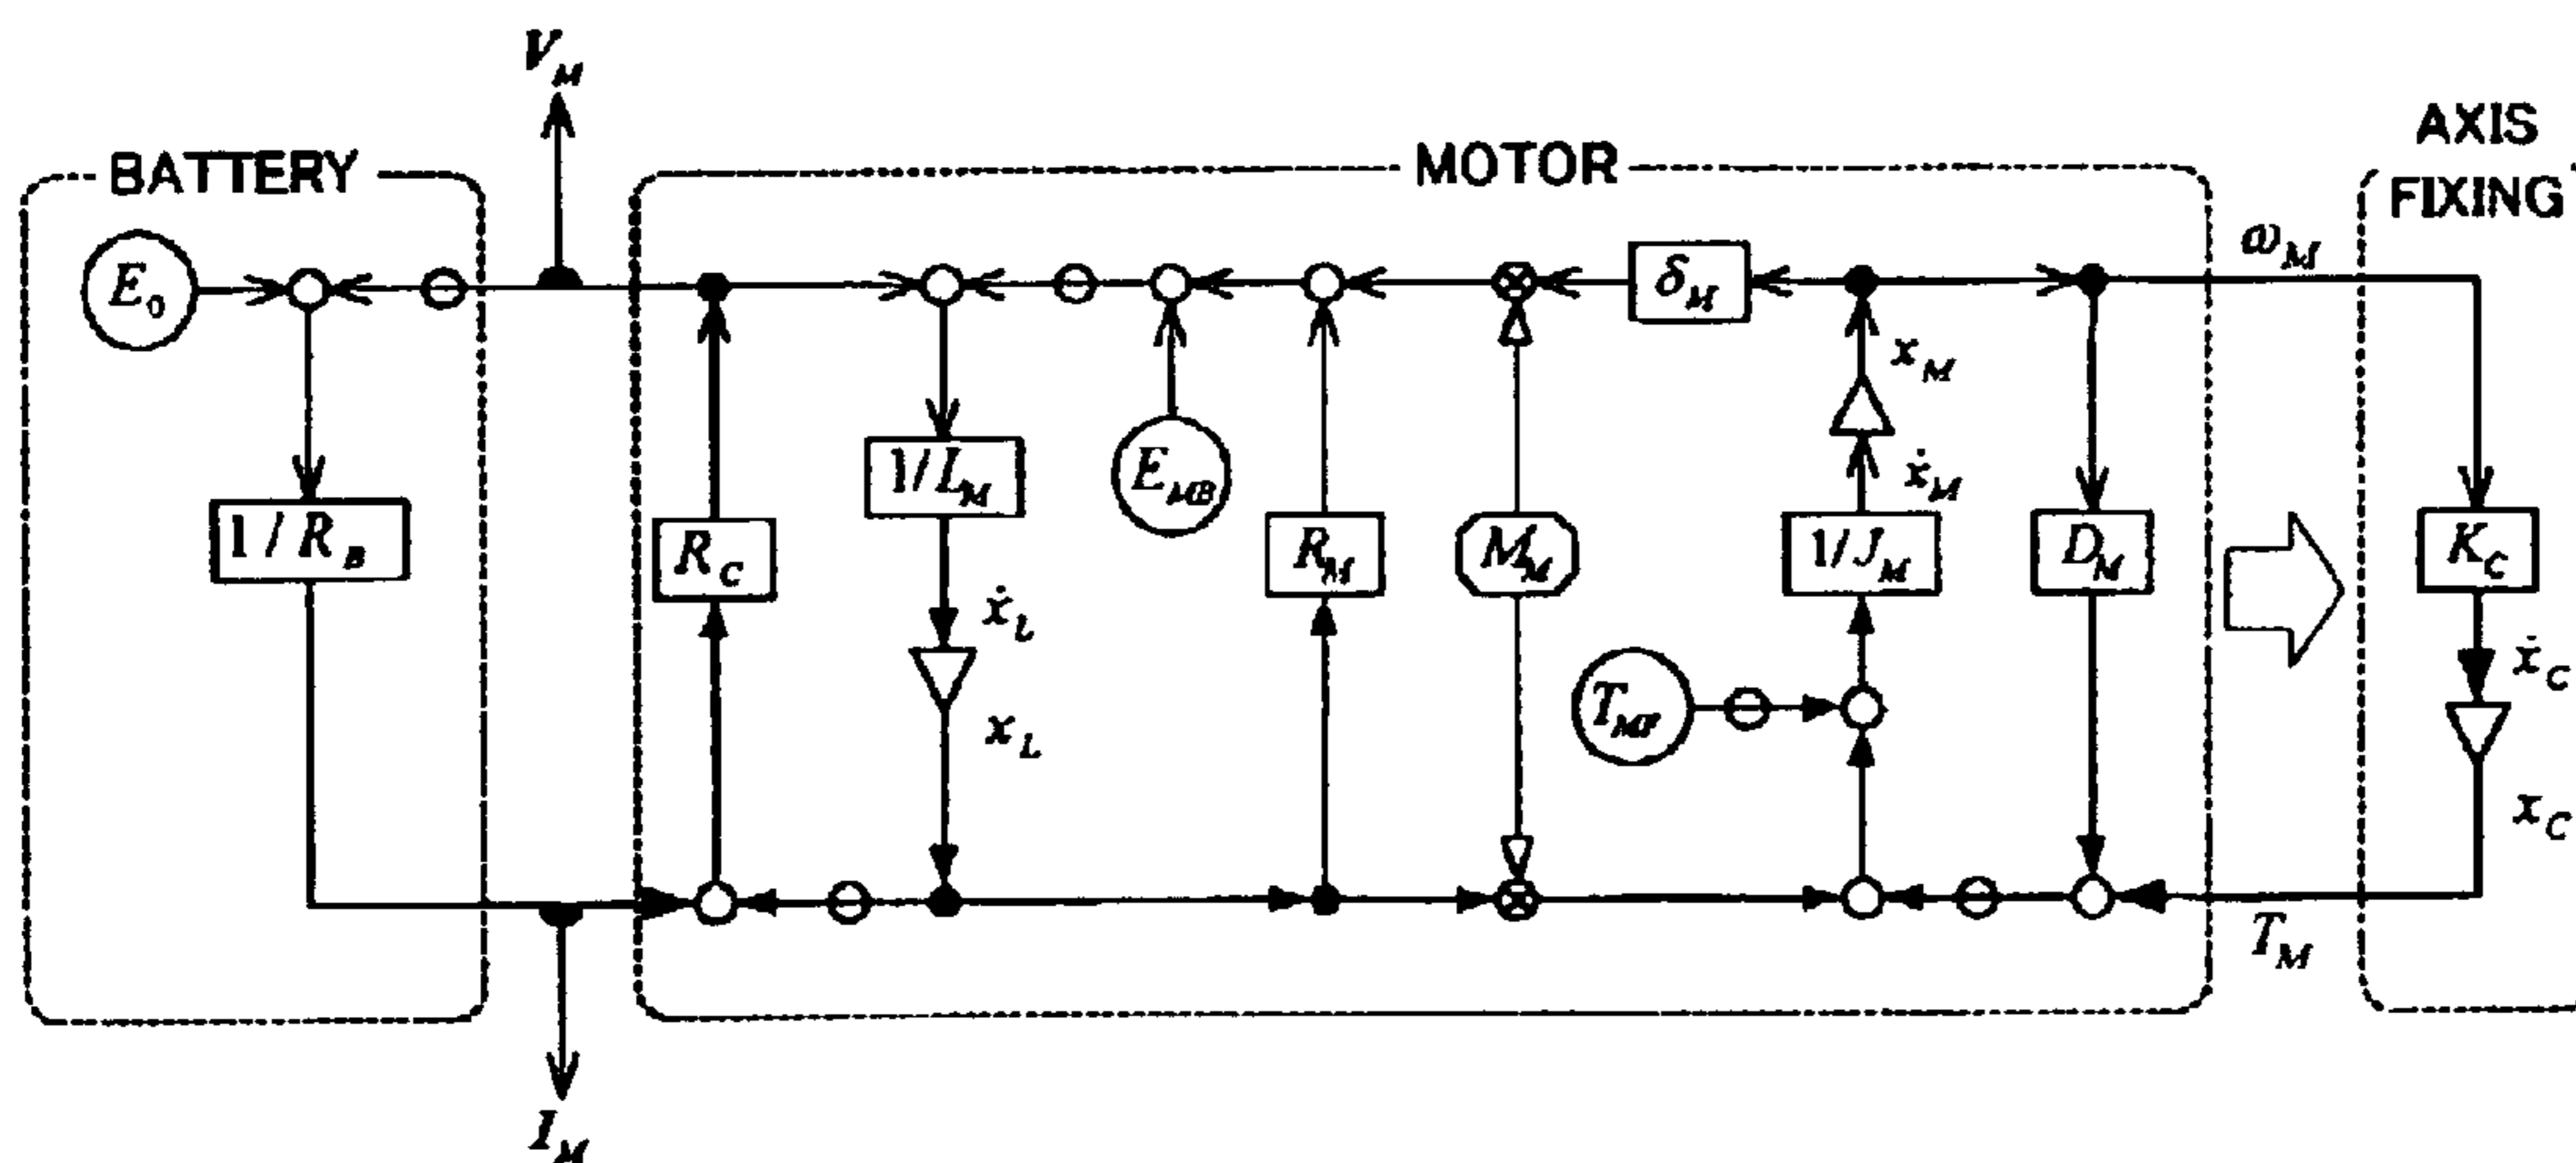 V_M
AXIS
FIXING
BATTERY
MOTOR
E_0
δ_M
ω_M
x_M
1/L_M
E_MB
ẋ_M
1/R_B
R_C
R_M
M_M
1/J_M
D_M
K_C
ẋ_L
ẋ_C
T_MF
x_L
x_C
T_M
I_M